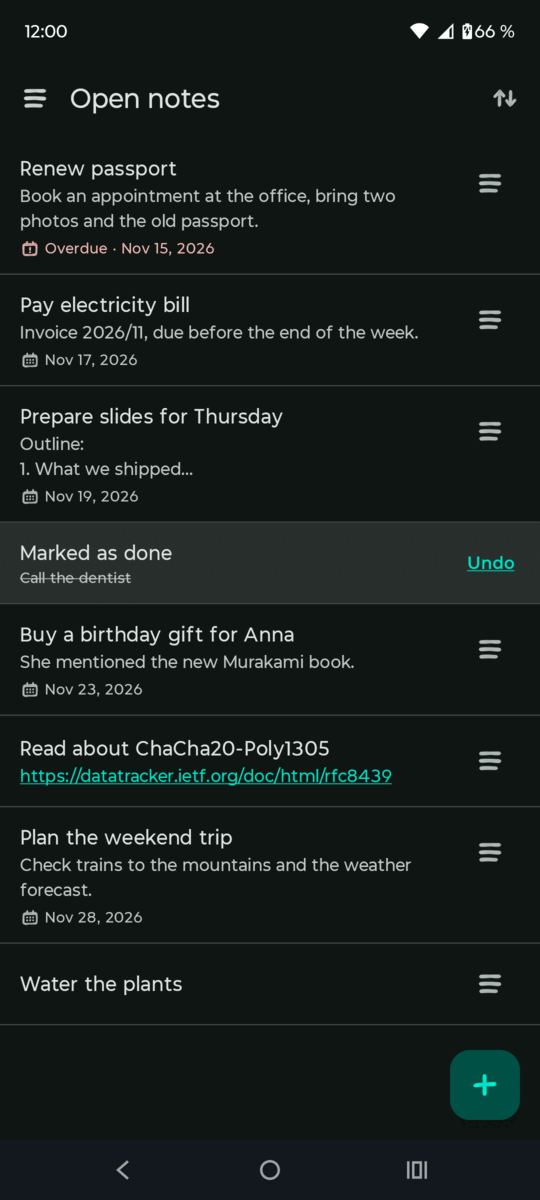 12:00
66 %
Open notes
Renew passport
Book an appointment at the office, bring two
photos and the old passport.
Overdue · Nov 15, 2026
Pay electricity bill
Invoice 2026/11, due before the end of the week.
Nov 17, 2026
Prepare slides for Thursday
Outline:
1. What we shipped...
Nov 19, 2026
Marked as done
Undo
Call the dentist
Buy a birthday gift for Anna
She mentioned the new Murakami book.
Nov 23, 2026
Read about ChaCha20-Poly1305
https://datatracker.ietf.org/doc/html/rfc8439
Plan the weekend trip
Check trains to the mountains and the weather
forecast.
Nov 28, 2026
Water the plants